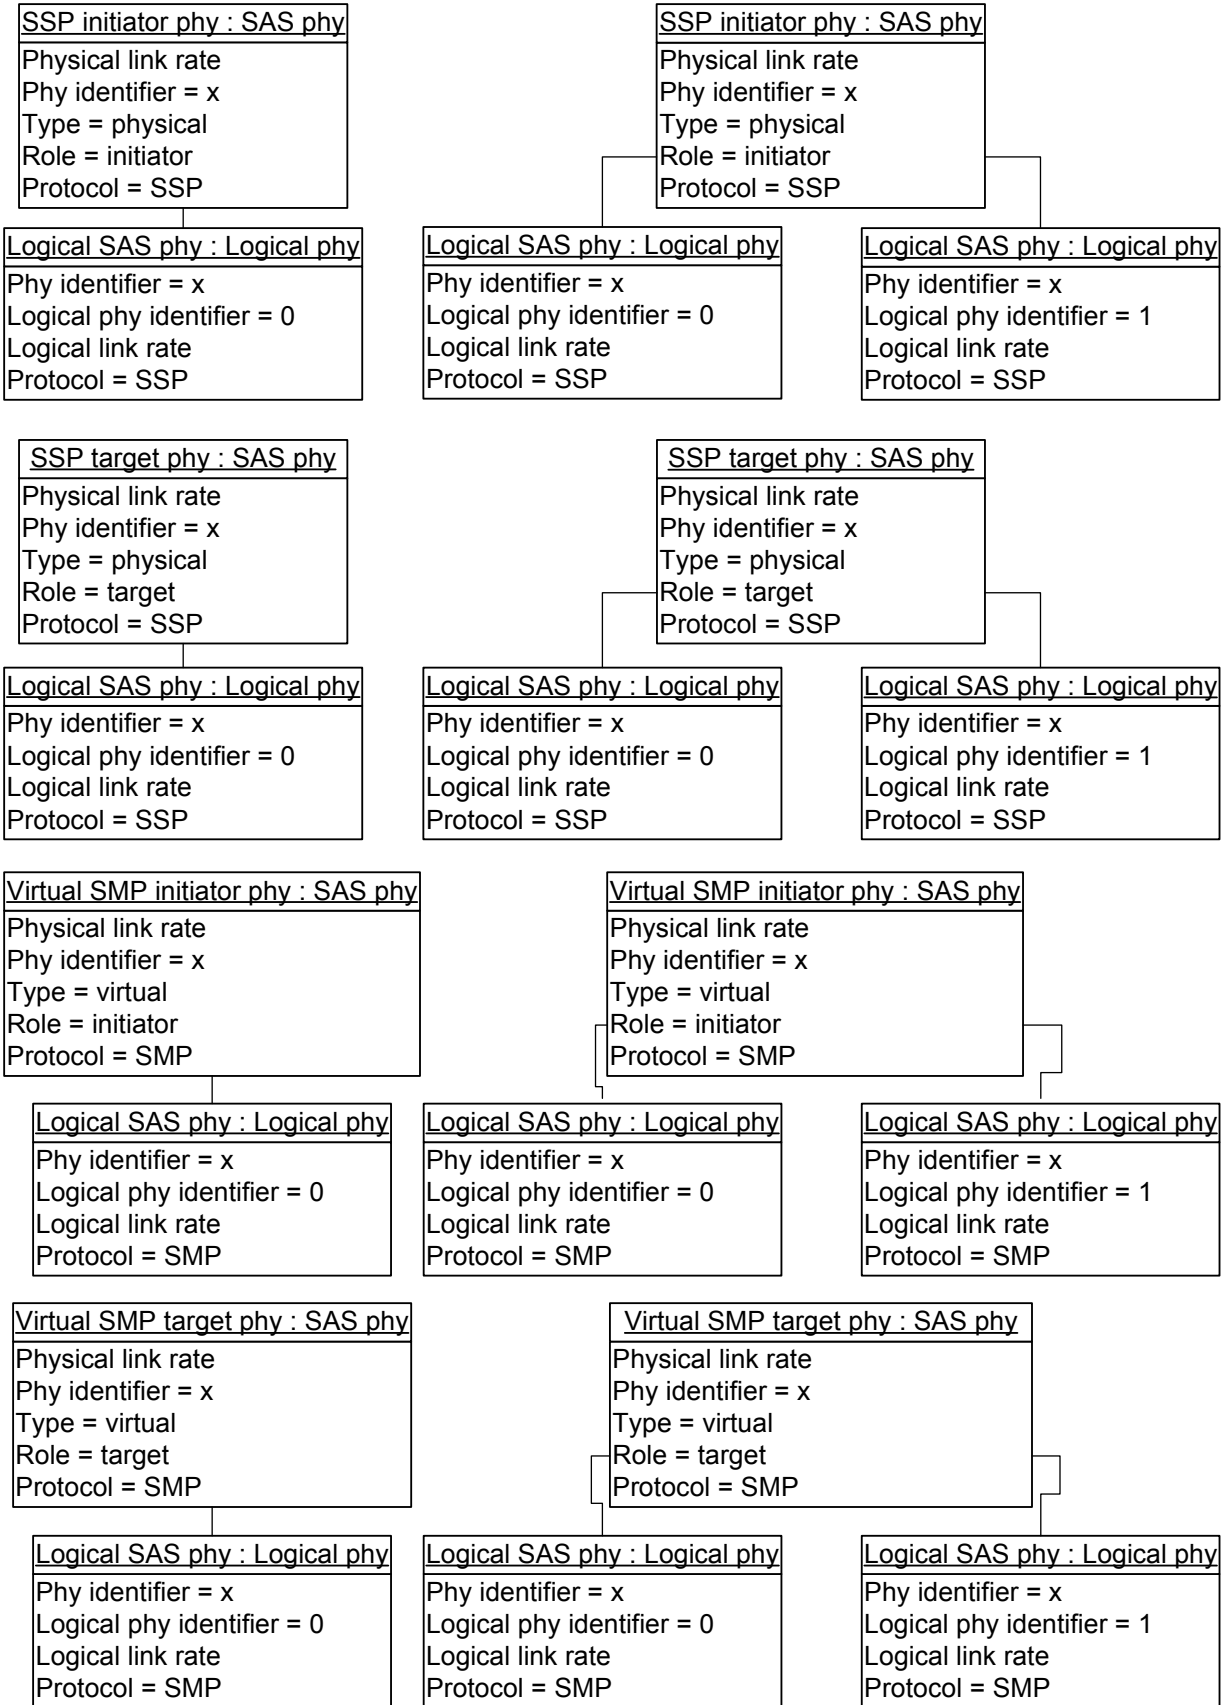 SSP initiator phy : SAS phy
Physical link rate
Phy identifier = x
Type = physical
Role = initiator
Protocol = SSP
SSP initiator phy : SAS phy
Physical link rate
Phy identifier = x
Type = physical
Role = initiator
Protocol = SSP
Logical SAS phy : Logical phy
Phy identifier = x
Logical phy identifier = 0
Logical link rate
Protocol = SSP
Logical SAS phy : Logical phy
Phy identifier = x
Logical phy identifier = 0
Logical link rate
Protocol = SSP
Logical SAS phy : Logical phy
Phy identifier = x
Logical phy identifier = 1
Logical link rate
Protocol = SSP
SSP target phy : SAS phy
Physical link rate
Phy identifier = x
Type = physical
Role = target
Protocol = SSP
SSP target phy : SAS phy
Physical link rate
Phy identifier = x
Type = physical
Role = target
Protocol = SSP
Logical SAS phy : Logical phy
Phy identifier = x
Logical phy identifier = 0
Logical link rate
Protocol = SSP
Logical SAS phy : Logical phy
Phy identifier = x
Logical phy identifier = 0
Logical link rate
Protocol = SSP
Logical SAS phy : Logical phy
Phy identifier = x
Logical phy identifier = 1
Logical link rate
Protocol = SSP
Virtual SMP initiator phy : SAS phy
Physical link rate
Phy identifier = x
Type = virtual
Role = initiator
Protocol = SMP
Virtual SMP initiator phy : SAS phy
Physical link rate
Phy identifier = x
Type = virtual
Role = initiator
Protocol = SMP
Logical SAS phy : Logical phy
Phy identifier = x
Logical phy identifier = 0
Logical link rate
Protocol = SMP
Logical SAS phy : Logical phy
Phy identifier = x
Logical phy identifier = 0
Logical link rate
Protocol = SMP
Logical SAS phy : Logical phy
Phy identifier = x
Logical phy identifier = 1
Logical link rate
Protocol = SMP
Virtual SMP target phy : SAS phy
Physical link rate
Phy identifier = x
Type = virtual
Role = target
Protocol = SMP
Virtual SMP target phy : SAS phy
Physical link rate
Phy identifier = x
Type = virtual
Role = target
Protocol = SMP
Logical SAS phy : Logical phy
Phy identifier = x
Logical phy identifier = 0
Logical link rate
Protocol = SMP
Logical SAS phy : Logical phy
Phy identifier = x
Logical phy identifier = 0
Logical link rate
Protocol = SMP
Logical SAS phy : Logical phy
Phy identifier = x
Logical phy identifier = 1
Logical link rate
Protocol = SMP